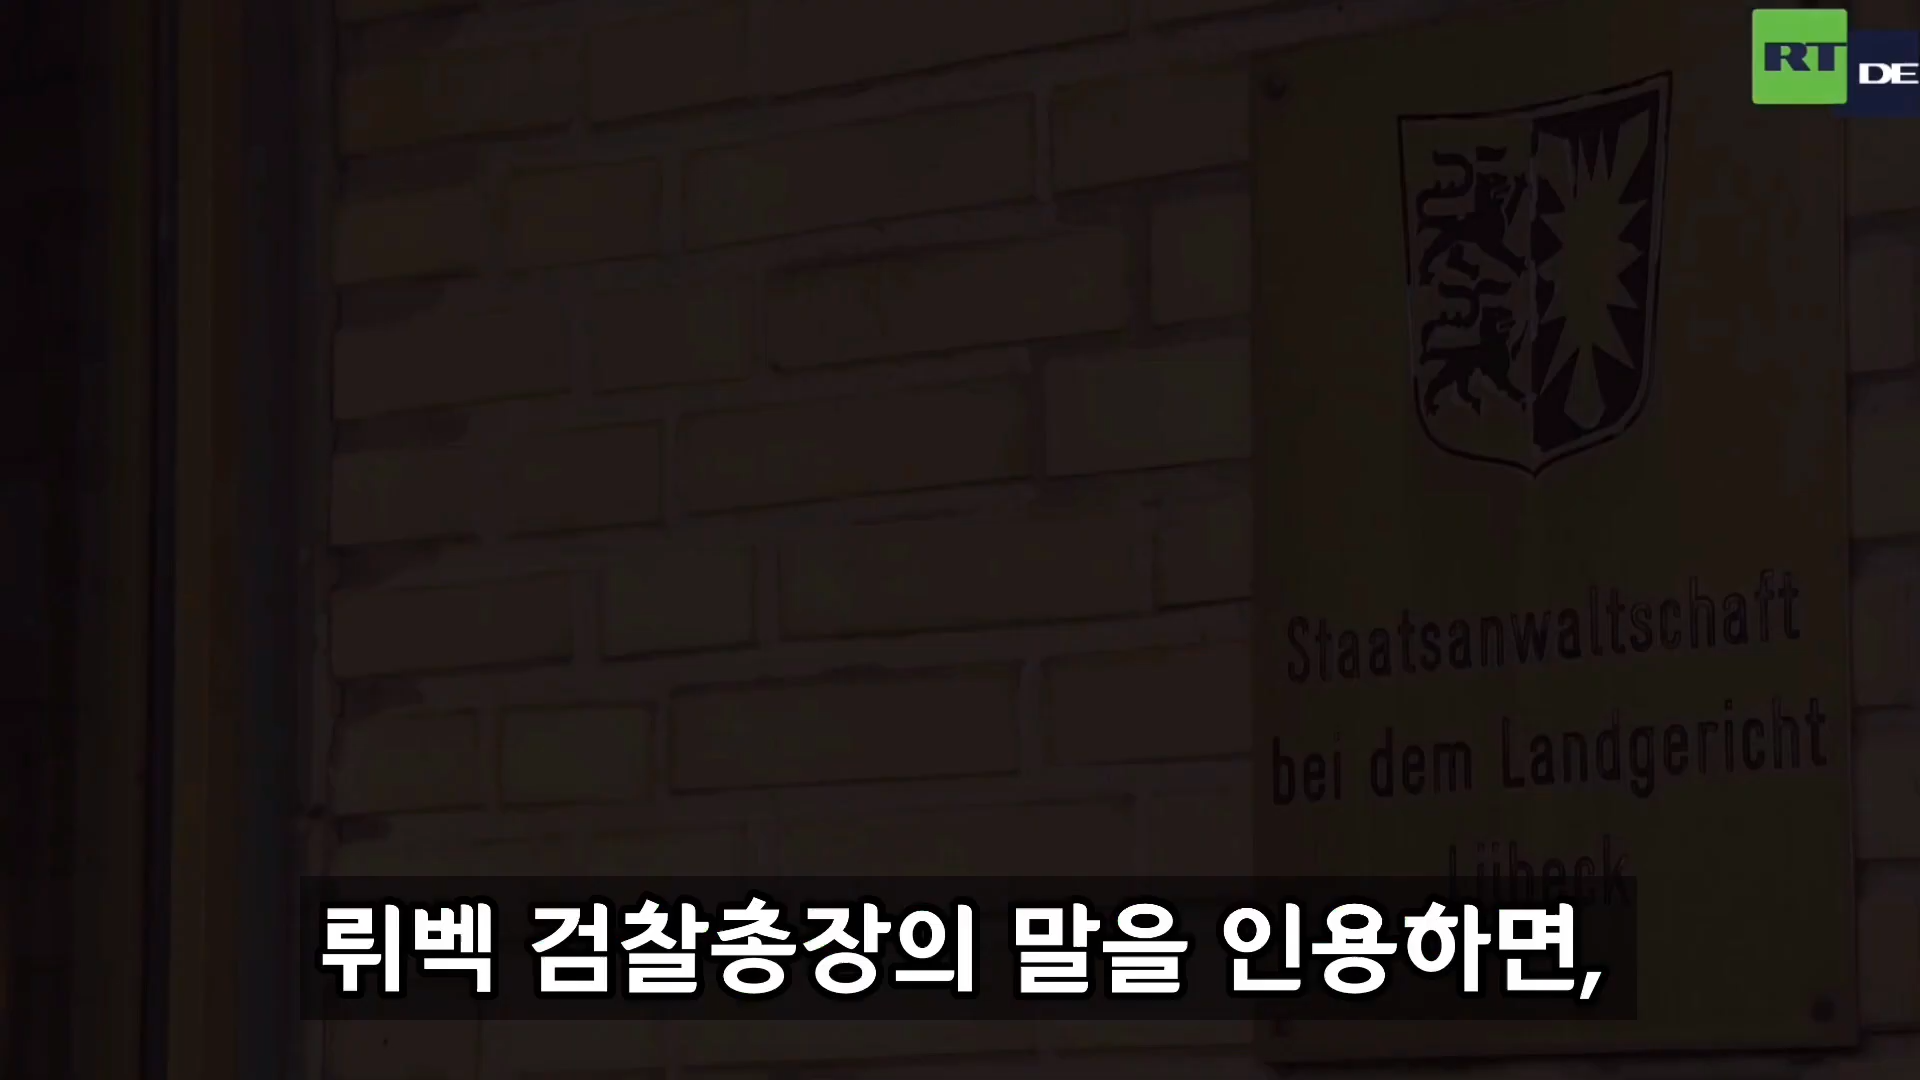 RT
DE
Staatsanwaltschaft
bei dem Landgericht
Lübeck
뤼벡 검찰총장의 말을 인용하면,